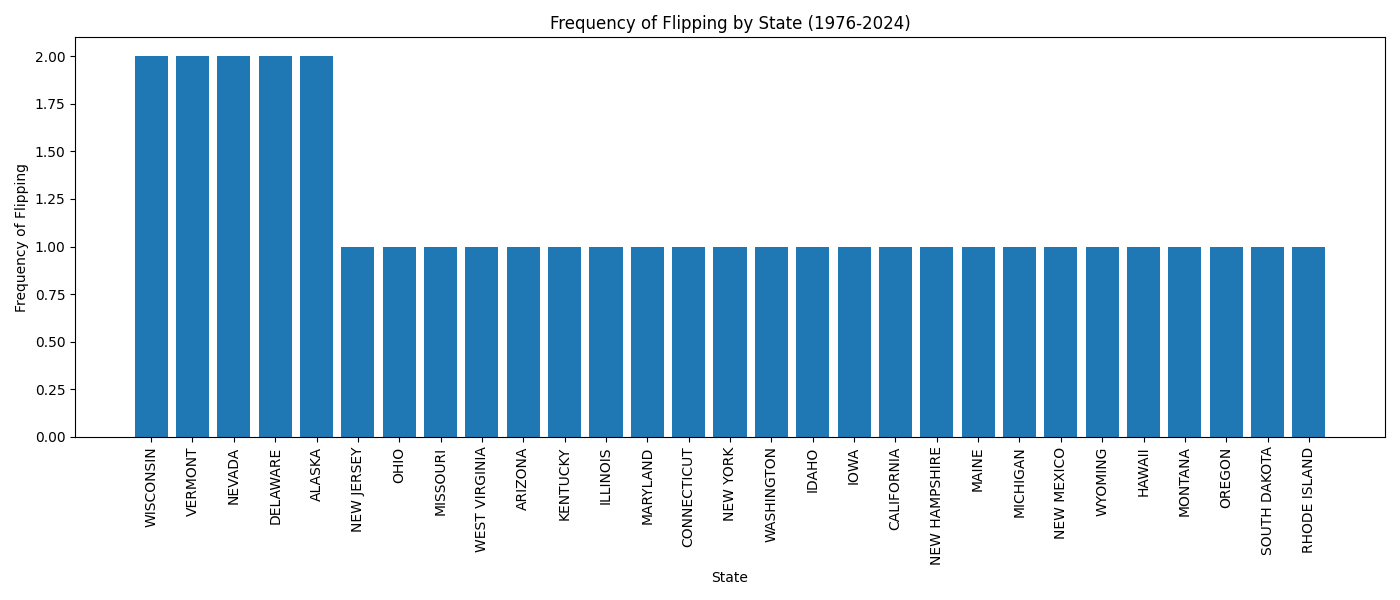 Frequency of Flipping by State (1976-2024)
Frequency of Flipping
2.00
1.75
1.50
1.25
1.00
0.75
0.50
0.25
0.00
WISCONSIN
VERMONT
NEVADA
DELAWARE
ALASKA
NEW JERSEY
OHIO
MISSOURI
WEST VIRGINIA
ARIZONA
KENTUCKY
ILLINOIS
MARYLAND
CONNECTICUT
NEW YORK
WASHINGTON
IDAHO
IOWA
CALIFORNIA
NEW HAMPSHIRE
MAINE
MICHIGAN
NEW MEXICO
WYOMING
HAWAII
MONTANA
OREGON
SOUTH DAKOTA
RHODE ISLAND
State